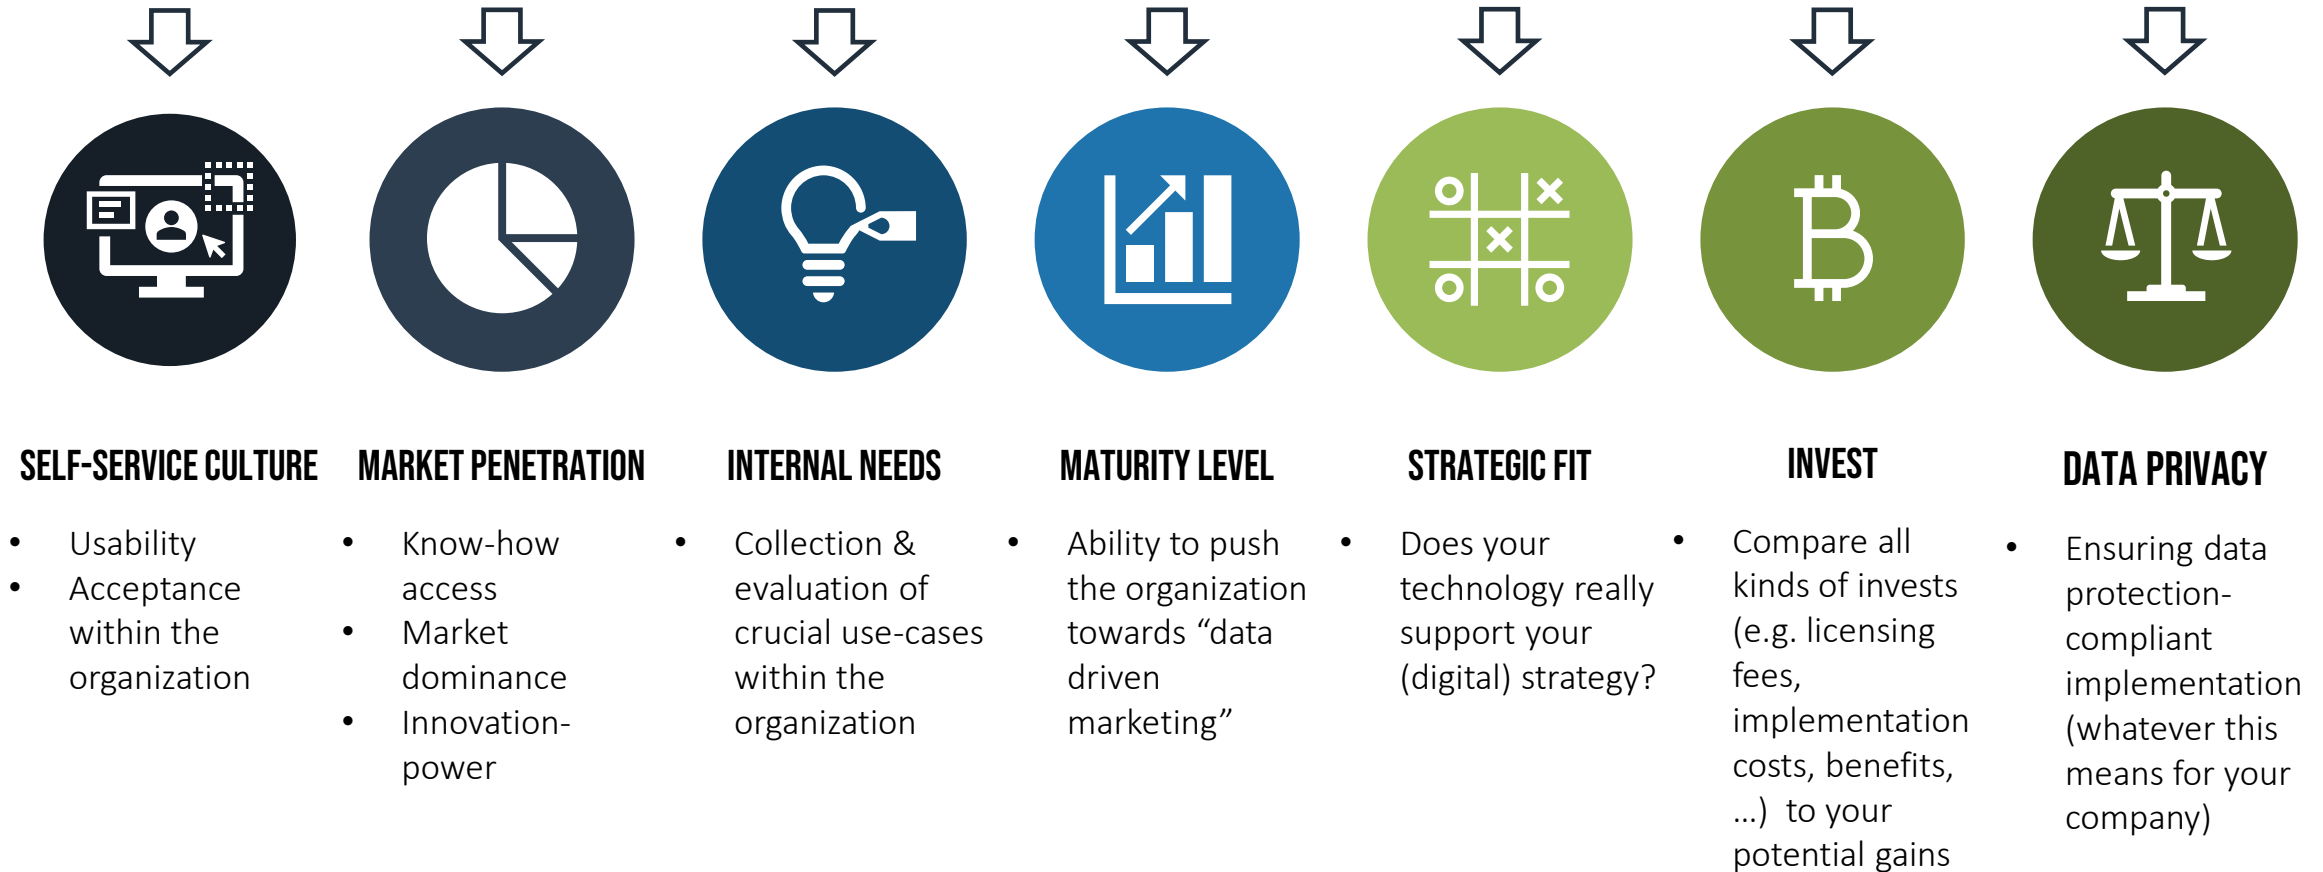 SELF-SERVICE CULTURE
• Usability
• Acceptance
within the
organization
MARKET PENETRATION
• Know-how
access
• Market
dominance
• Innovation-
power
INTERNAL NEEDS
• Collection &
evaluation of
crucial use-cases
within the
organization
MATURITY LEVEL
• Ability to push
the organization
towards “data
driven
marketing”
STRATEGIC FIT
• Does your
technology really
support your
(digital) strategy?
INVEST
• Compare all
kinds of invests
(e.g. licensing
fees,
implementation
costs, benefits,
...) to your
potential gains
DATA PRIVACY
• Ensuring data
protection-
compliant
implementation
(whatever this
means for your
company)